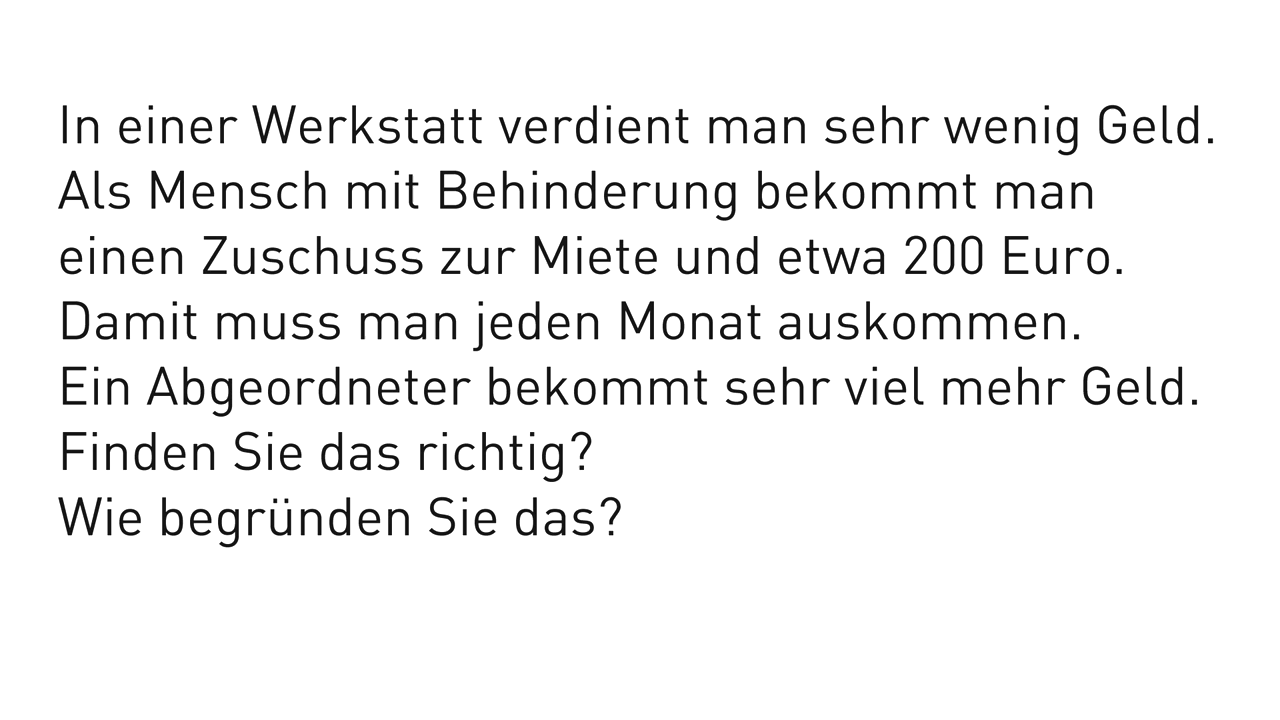 In einer Werkstatt verdient man sehr wenig Geld.
Als Mensch mit Behinderung bekommt man
einen Zuschuss zur Miete und etwa 200 Euro.
Damit muss man jeden Monat auskommen.
Ein Abgeordneter bekommt sehr viel mehr Geld.
Finden Sie das richtig?
Wie begründen Sie das?